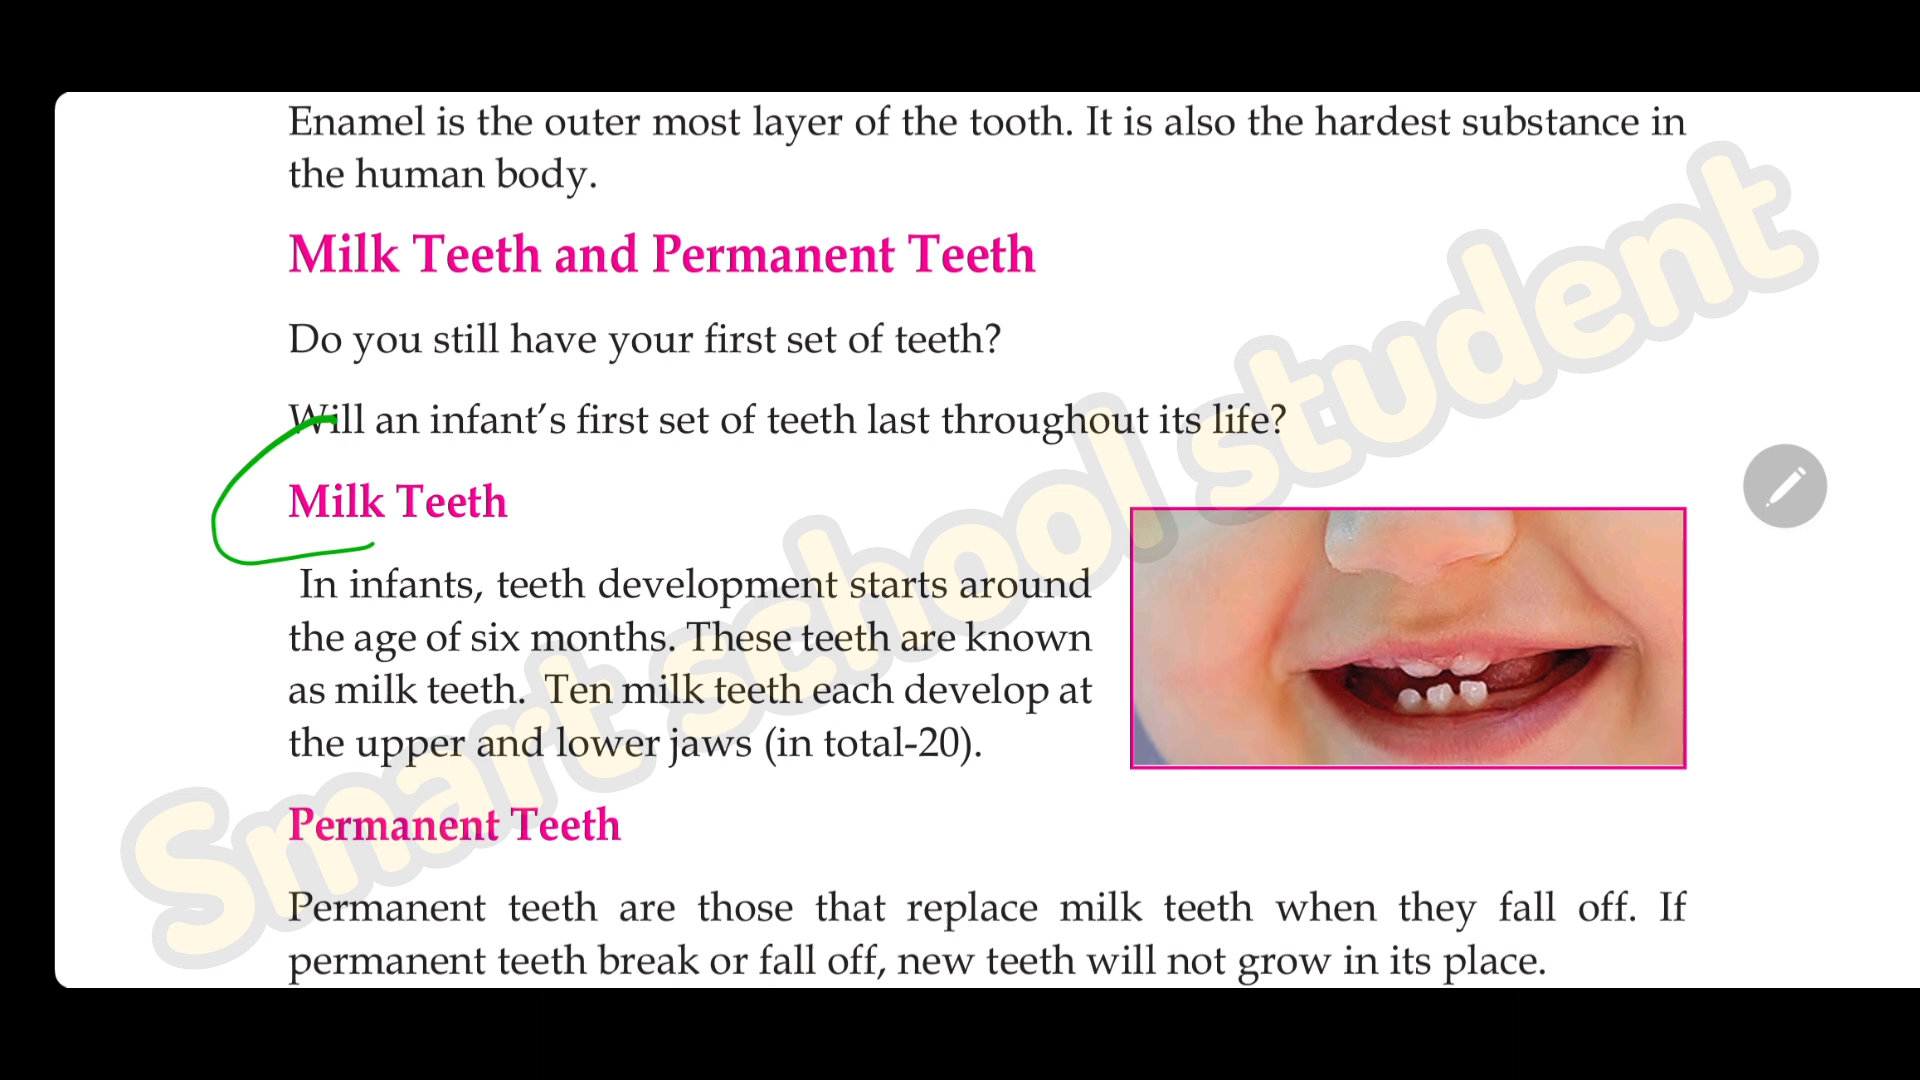 Enamel is the outer most layer of the tooth. It is also the hardest substance in
the human body.
Milk Teeth and Permanent Teeth
Do you still have your first set of teeth?
Will an infant's first set of teeth last throughout its life?
Milk Teeth
In infants, teeth development starts around
the age of six months. These teeth are known
as milk teeth. Ten milk teeth each develop at
the upper and lower jaws (in total-20).
Permanent Teeth
Permanent teeth are those that replace milk teeth when they fall off. If
permanent teeth break or fall off, new teeth will not grow in its place.
Smart school student